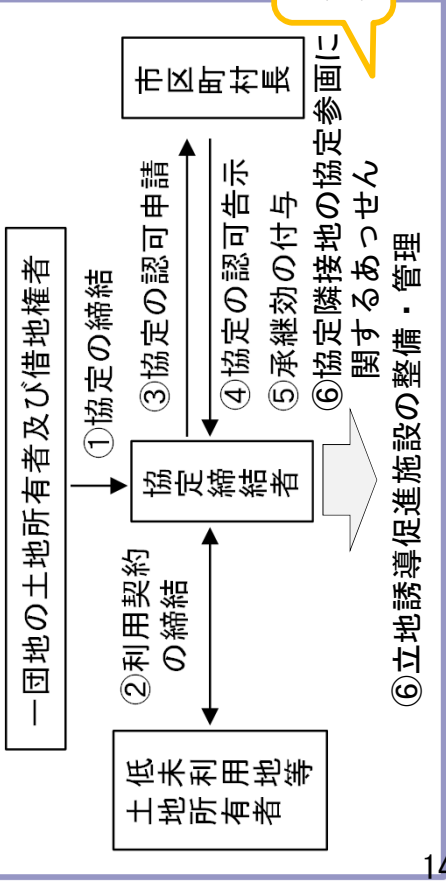 一団地の土地所有者及び借地権者
①協定の締結
②利用契約
の締結
低未利用地等
土地所有者
協定締結者
③協定の認可申請
④協定の認可告示
⑤承継効の付与
⑥協定隣接地の協定参画に
関するあっせん
市区町村長
⑥立地誘導促進施設の整備・管理